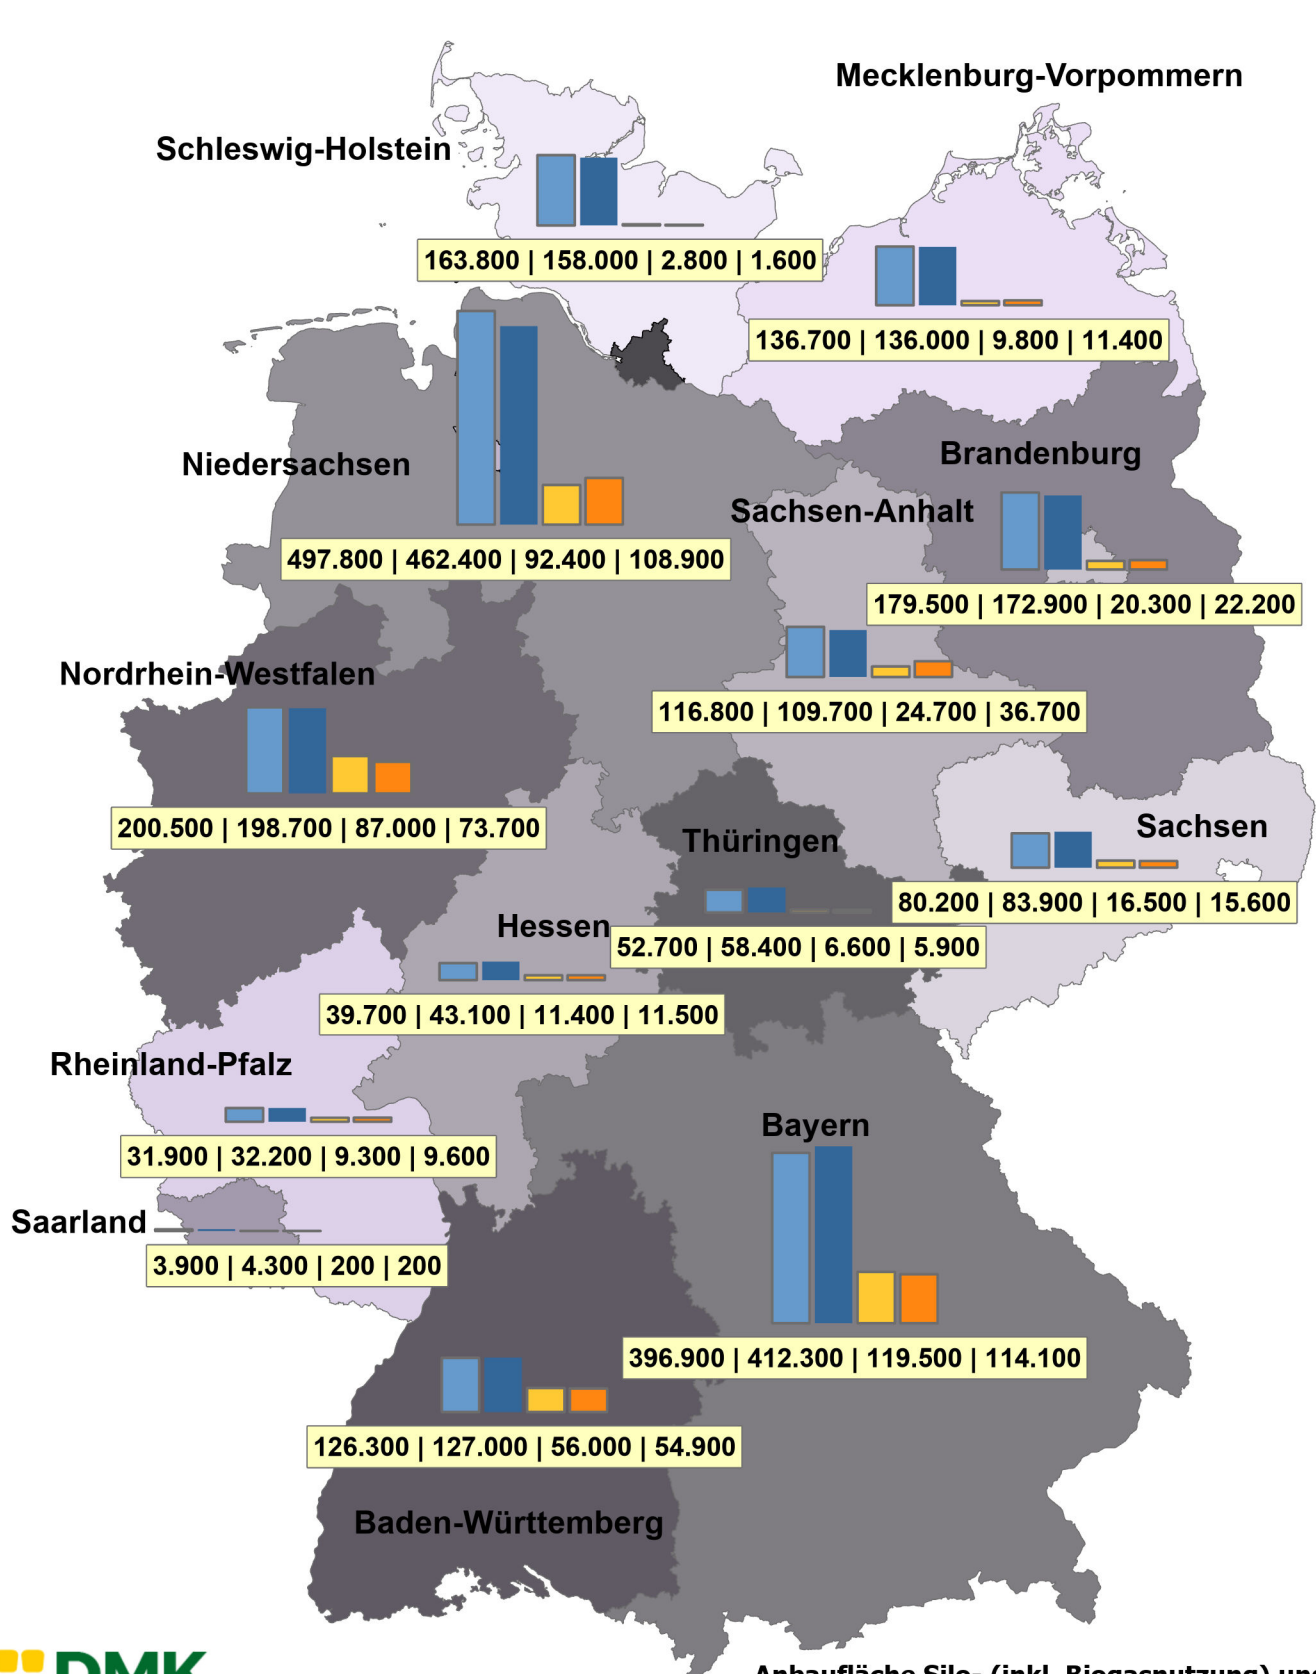 Mecklenburg-Vorpommern
Schleswig-Holstein
163.800 | 158.000 | 2.800 | 1.600
136.700 | 136.000 | 9.800 | 11.400
Niedersachsen
Brandenburg
Sachsen-Anhalt
497.800 | 462.400 | 92.400 | 108.900
179.500 | 172.900 | 20.300 | 22.200
Nordrhein-Westfalen
116.800 | 109.700 | 24.700 | 36.700
200.500 | 198.700 | 87.000 | 73.700
Thüringen
Sachsen
80.200 | 83.900 | 16.500 | 15.600
Hessen
52.700 | 58.400 | 6.600 | 5.900
39.700 | 43.100 | 11.400 | 11.500
Rheinland-Pfalz
Bayern
31.900 | 32.200 | 9.300 | 9.600
Saarland
3.900 | 4.300 | 200 | 200
396.900 | 412.300 | 119.500 | 114.100
126.300 | 127.000 | 56.000 | 54.900
Baden-Württemberg
DMK
Anbaufläche Silo- (inkl. Biogasnutzung)